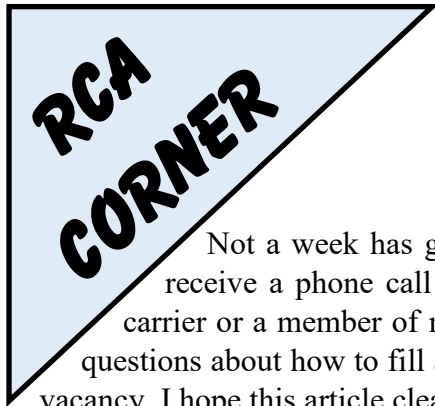 RCA
CORNER
Not a week has g
receive a phone call
carrier or a member of
questions about how to fill
vacancy. I hope this article clea